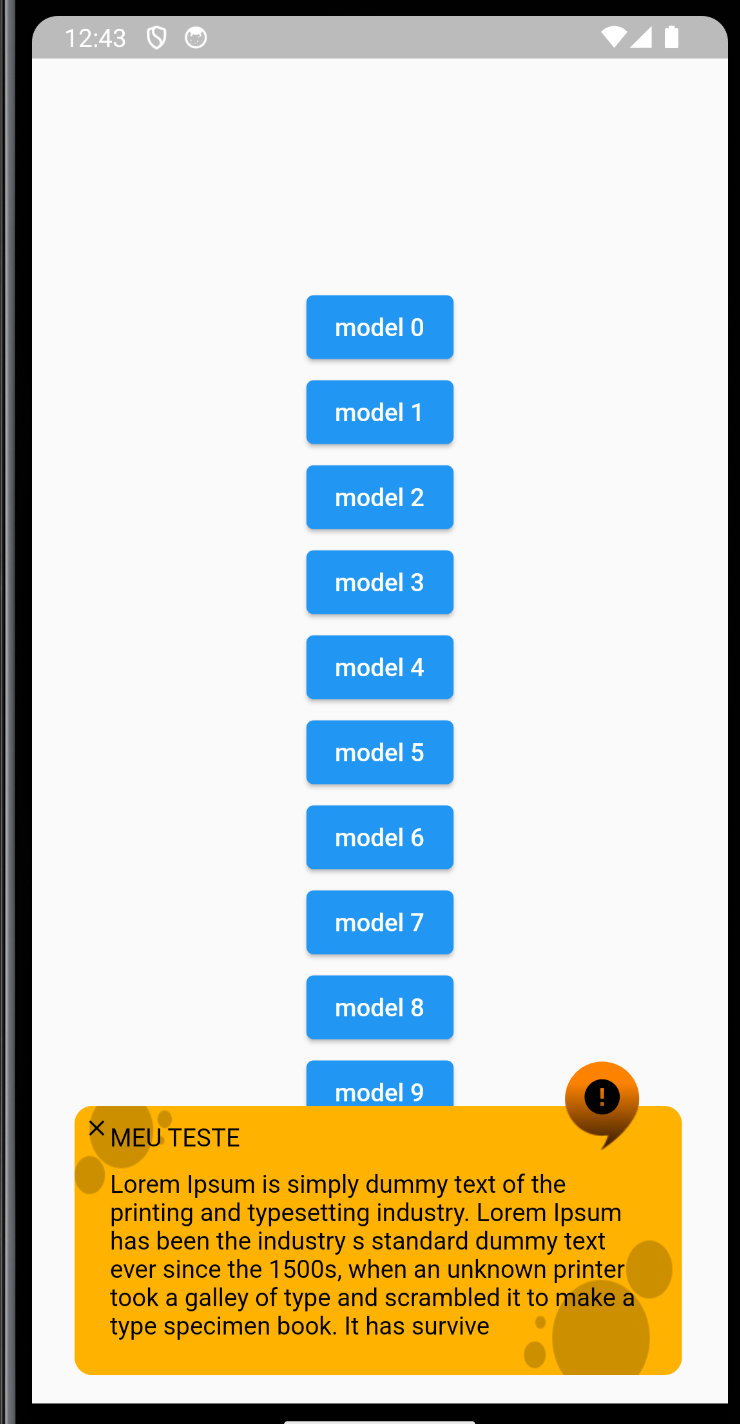 12:43
model 0
model 1
model 2
model 3
model 4
model 5
model 6
model 7
model 8
model 9
!
MEU TESTE
Lorem Ipsum is simply dummy text of the
printing and typesetting industry. Lorem Ipsum
has been the industry s standard dummy text
ever since the 1500s, when an unknown printer
took a galley of type and scrambled it to make a
type specimen book. It has survive